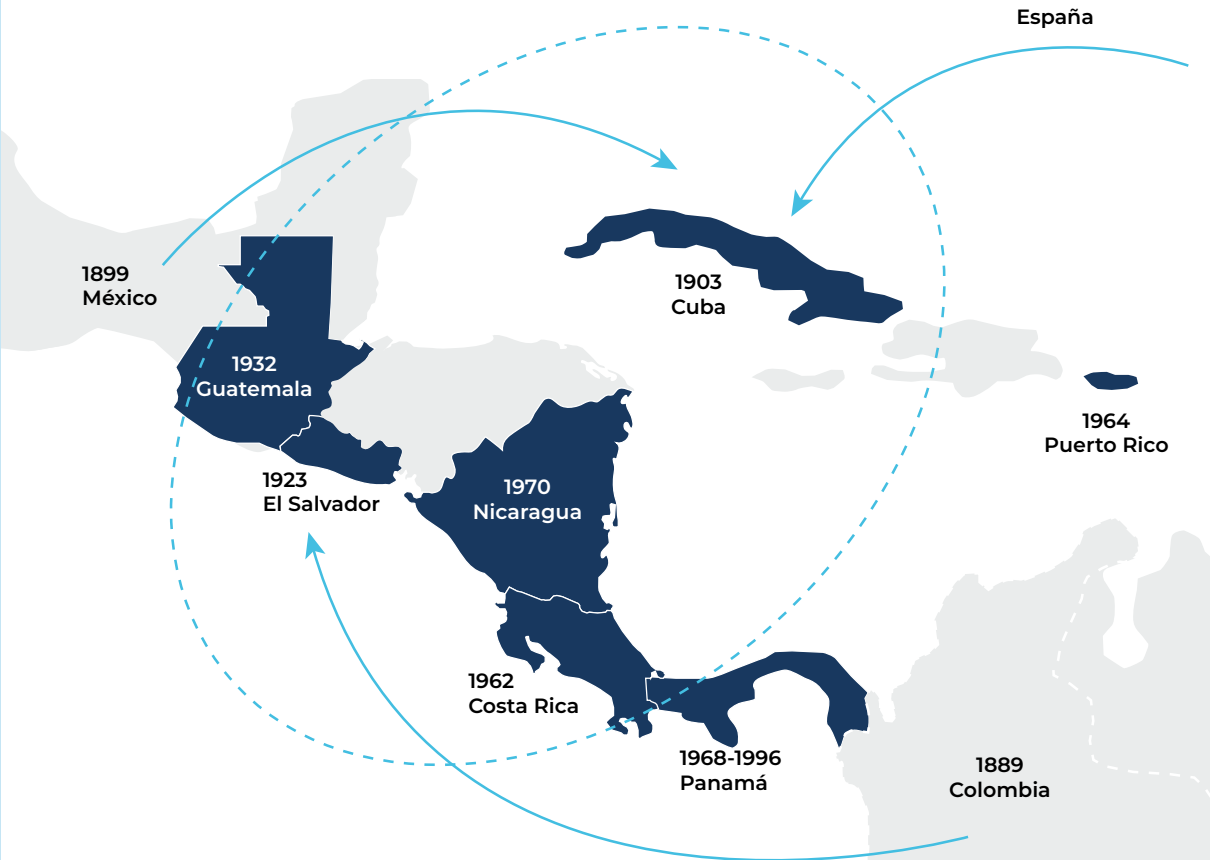 España
1899
México
1903
Cuba
1932
Guatemala
1964
Puerto Rico
1923
El Salvador
1970
Nicaragua
1962
Costa Rica
1968-1996
Panamá
1889
Colombia